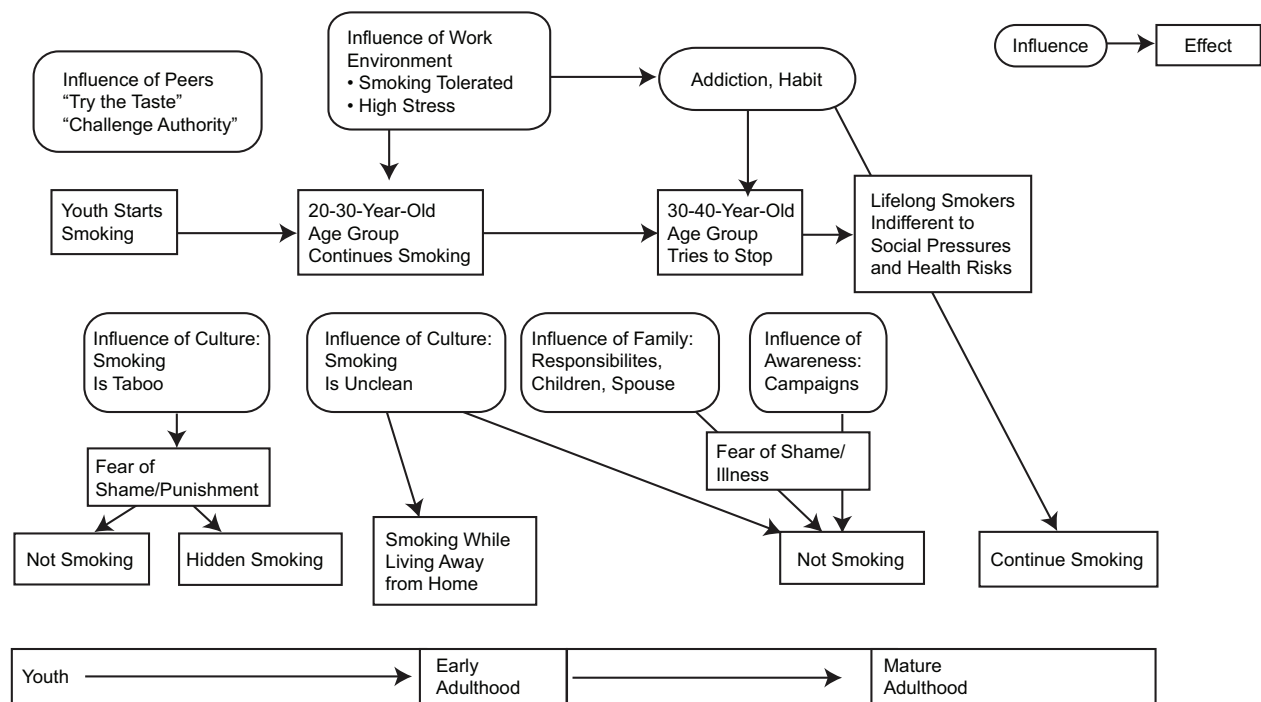 Influence of Peers
“Try the Taste”
“Challenge Authority”
Influence of Work
Environment
• Smoking Tolerated
• High Stress
Addiction, Habit
Influence
Effect
Youth Starts
Smoking
20-30-Year-Old
Age Group
Continues Smoking
30-40-Year-Old
Age Group
Tries to Stop
Lifelong Smokers
Indifferent to
Social Pressures
and Health Risks
Influence of Culture:
Smoking
Is Taboo
Influence of Culture:
Smoking
Is Unclean
Influence of Family:
Responsibilites,
Children, Spouse
Influence of
Awareness:
Campaigns
Fear of
Shame/Punishment
Fear of Shame/
Illness
Not Smoking
Hidden Smoking
Smoking While
Living Away
from Home
Not Smoking
Continue Smoking
Youth
Early
Adulthood
Mature
Adulthood